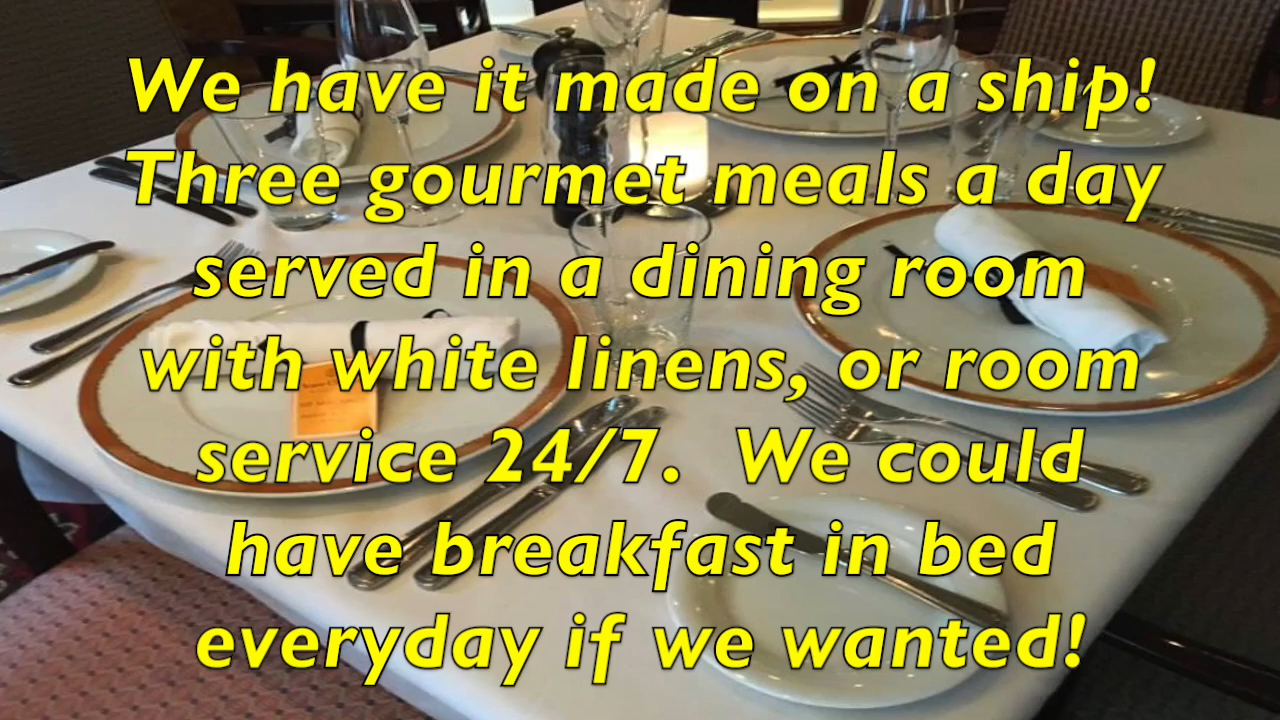 We have it made on a ship!
Three gourmet meals a day
served in a dining room
with white linens, or room
service 24/7. We could
have breakfast in bed
everyday if we wanted!